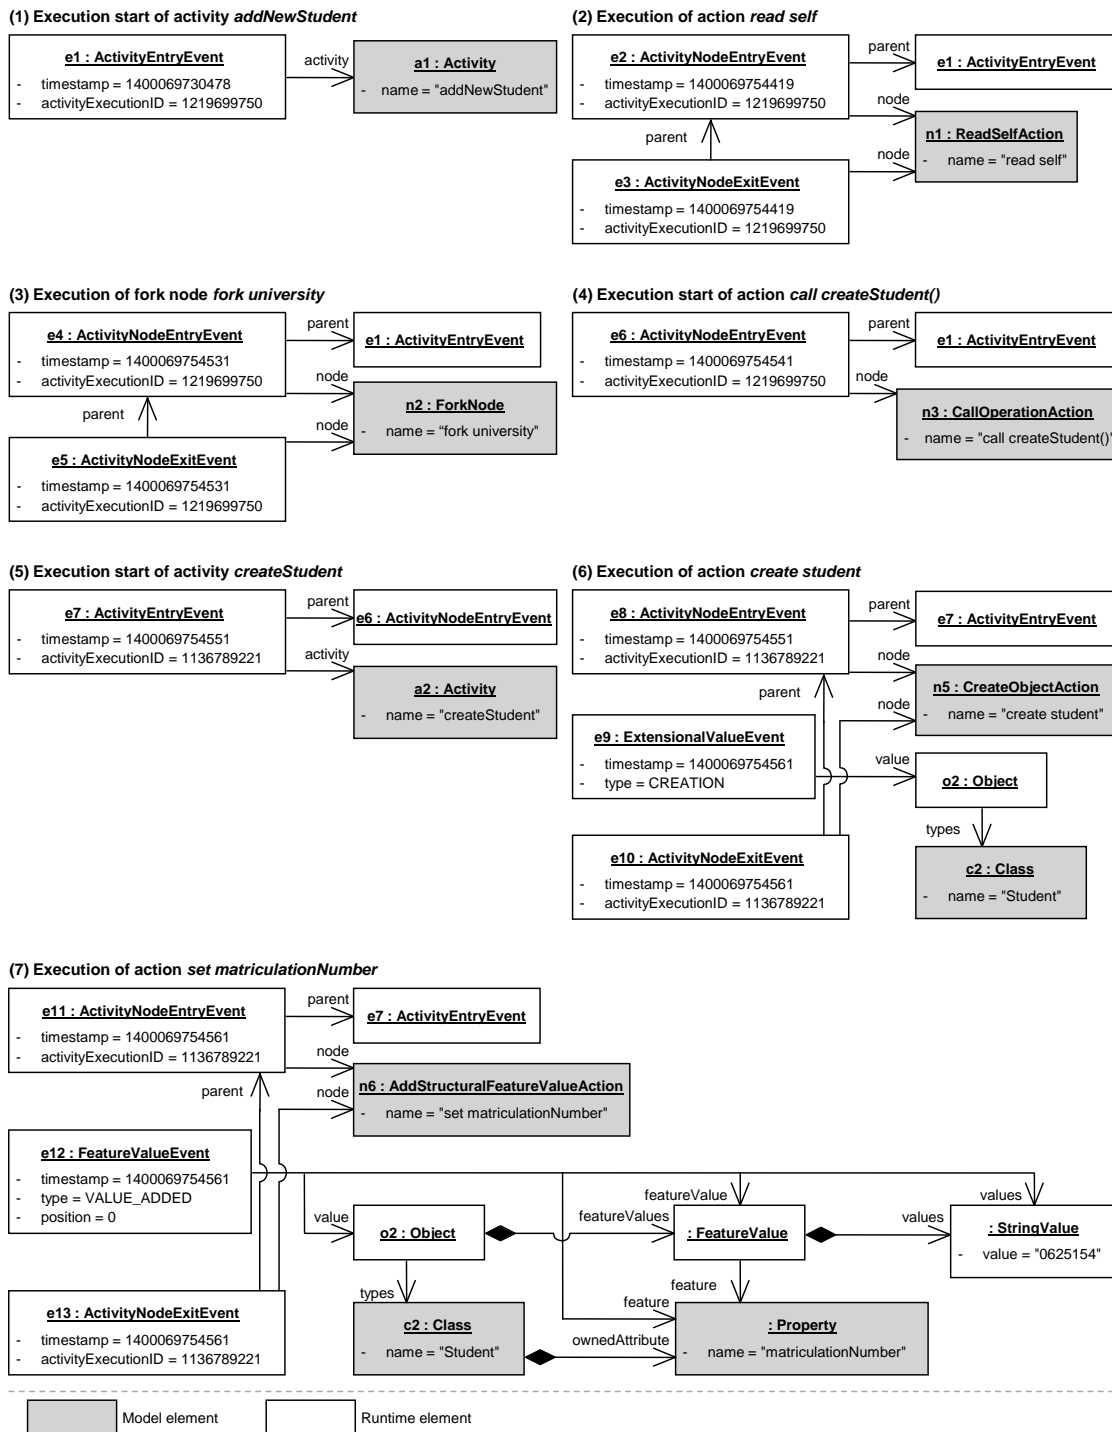 (1) Execution start of activity addNewStudent
e1 : ActivityEntryEvent
- timestamp = 1400069730478
- activityExecutionID = 1219699750
activity
a1 : Activity
- name = "addNewStudent"
(2) Execution of action read self
e2 : ActivityNodeEntryEvent
- timestamp = 1400069754419
- activityExecutionID = 1219699750
parent
e1 : ActivityEntryEvent
node
n1 : ReadSelfAction
- name = "read self"
parent
node
e3 : ActivityNodeExitEvent
- timestamp = 1400069754419
- activityExecutionID = 1219699750
(3) Execution of fork node fork university
e4 : ActivityNodeEntryEvent
- timestamp = 1400069754531
- activityExecutionID = 1219699750
parent
e1 : ActivityEntryEvent
node
n2 : ForkNode
- name = "fork university"
parent
node
e5 : ActivityNodeExitEvent
- timestamp = 1400069754531
- activityExecutionID = 1219699750
(4) Execution start of action call createStudent()
e6 : ActivityNodeEntryEvent
- timestamp = 1400069754541
- activityExecutionID = 1219699750
parent
e1 : ActivityEntryEvent
node
n3 : CallOperationAction
- name = "call createStudent()"
(5) Execution start of activity createStudent
e7 : ActivityEntryEvent
- timestamp = 1400069754551
- activityExecutionID = 1136789221
parent
e6 : ActivityNodeEntryEvent
activity
a2 : Activity
- name = "createStudent"
(6) Execution of action create student
e8 : ActivityNodeEntryEvent
- timestamp = 1400069754551
- activityExecutionID = 1136789221
parent
e7 : ActivityEntryEvent
node
n5 : CreateObjectAction
- name = "create student"
parent
node
e9 : ExtensionalValueEvent
- timestamp = 1400069754561
- type = CREATION
value
o2 : Object
types
c2 : Class
- name = "Student"
e10 : ActivityNodeExitEvent
- timestamp = 1400069754561
- activityExecutionID = 1136789221
(7) Execution of action set matriculationNumber
e11 : ActivityNodeEntryEvent
- timestamp = 1400069754561
- activityExecutionID = 1136789221
parent
e7 : ActivityEntryEvent
node
n6 : AddStructuralFeatureValueAction
- name = "set matriculationNumber"
parent
node
e12 : FeatureValueEvent
- timestamp = 1400069754561
- type = VALUE_ADDED
- position = 0
value
o2 : Object
featureValue
featureValues
: FeatureValue
values
values
: StringValue
- value = "0625154"
types
feature
feature
c2 : Class
- name = "Student"
ownedAttribute
: Property
- name = "matriculationNumber"
e13 : ActivityNodeExitEvent
- timestamp = 1400069754561
- activityExecutionID = 1136789221
Model element
Runtime element